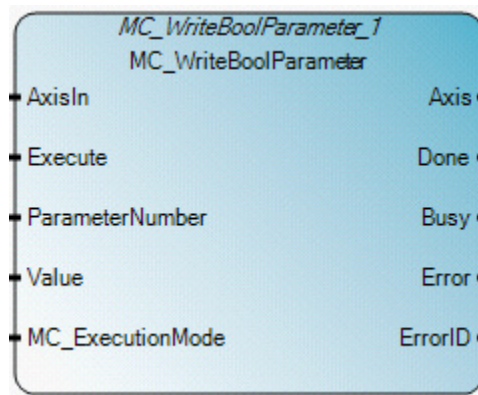 MC_WriteBoolParameter_1
MC_WriteBoolParameter
AxisIn Axis
Execute Done
ParameterNumber Busy
Value Error
MC_ExecutionMode ErrorID